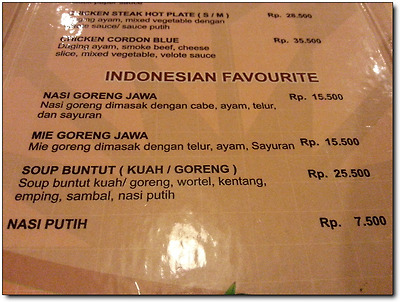 CHICKEN STEAK HOT PLATE ( S / M ) Rp. 28.500
ayam, mixed vegetable dengan
sauce/ sauce putih
CHICKEN CORDON BLUE Rp. 35.500
Daging ayam, smoke beef, cheese
slice, mixed vegetable, velote sauce
INDONESIAN FAVOURITE
NASI GORENG JAWA Rp. 15.500
Nasi goreng dimasak dengan cabe, ayam, telur,
dan sayuran
MIE GORENG JAWA Rp. 15.500
Mie goreng dimasak dengan telur, ayam, Sayuran
SOUP BUNTUT ( KUAH / GORENG ) Rp. 25.500
Soup buntut kuah/ goreng, wortel, kentang,
emping, sambal, nasi putih
NASI PUTIH Rp. 7.500